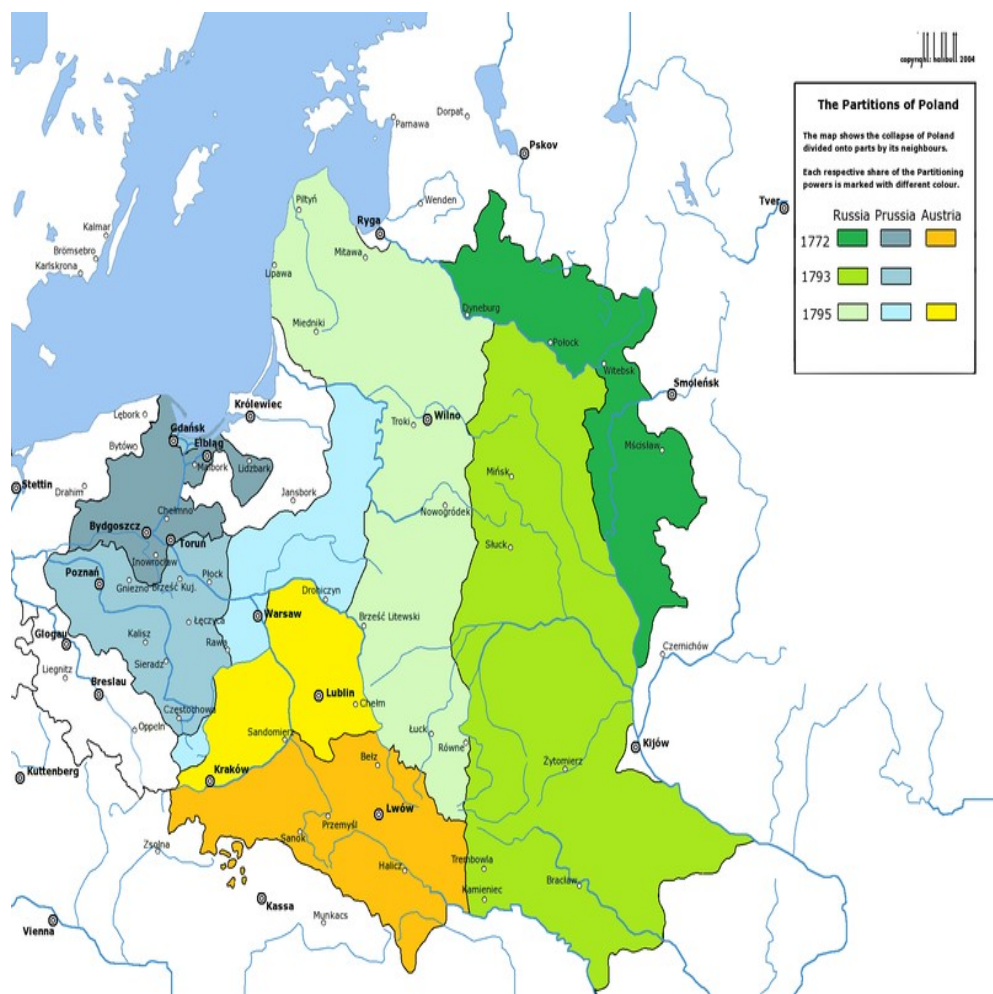 copyright: halibutt 2004
The Partitions of Poland
The map shows the collapse of Poland
divided onto parts by its neighbours.
Each respective share of the Partitioning
powers is marked with different colour.
Russia Prussia Austria
1772
1793
1795
Dorpat
Parnawa
Pskov
Piltyń
Wenden
Tver
Ryga
Kalmar
Brömsebro
Mitawa
Karlskrona
Lipawa
Dyneburg
Miedniki
Połock
Witebsk
Smoleńsk
Królewiec
Lębork
Troki
Wilno
Gdańsk
Bytów
Elbląg
Malbork
Lidzbark
Mścisław
Mińsk
Stettin
Drahim
Jansbork
Nowogródek
Chełmno
Bydgoszcz
Toruń
Słuck
Inowrocław
Poznań
Płock
Gniezno
Brześć Kuj.
Drohiczyn
Warsaw
Łęczyca
Brześć Litewski
Glogau
Kalisz
Rawa
Czernichów
Liegnitz
Sieradz
Breslau
Lublin
Chełm
Częstochowa
Oppeln
Sandomierz
Łuck
Równe
Kijów
Bełz
Żytomierz
Kuttenberg
Kraków
Lwów
Przemyśl
Sanok
Zsolna
Halicz
Trembowla
Bracław
Kamieniec
Kassa
Munkacs
Vienna